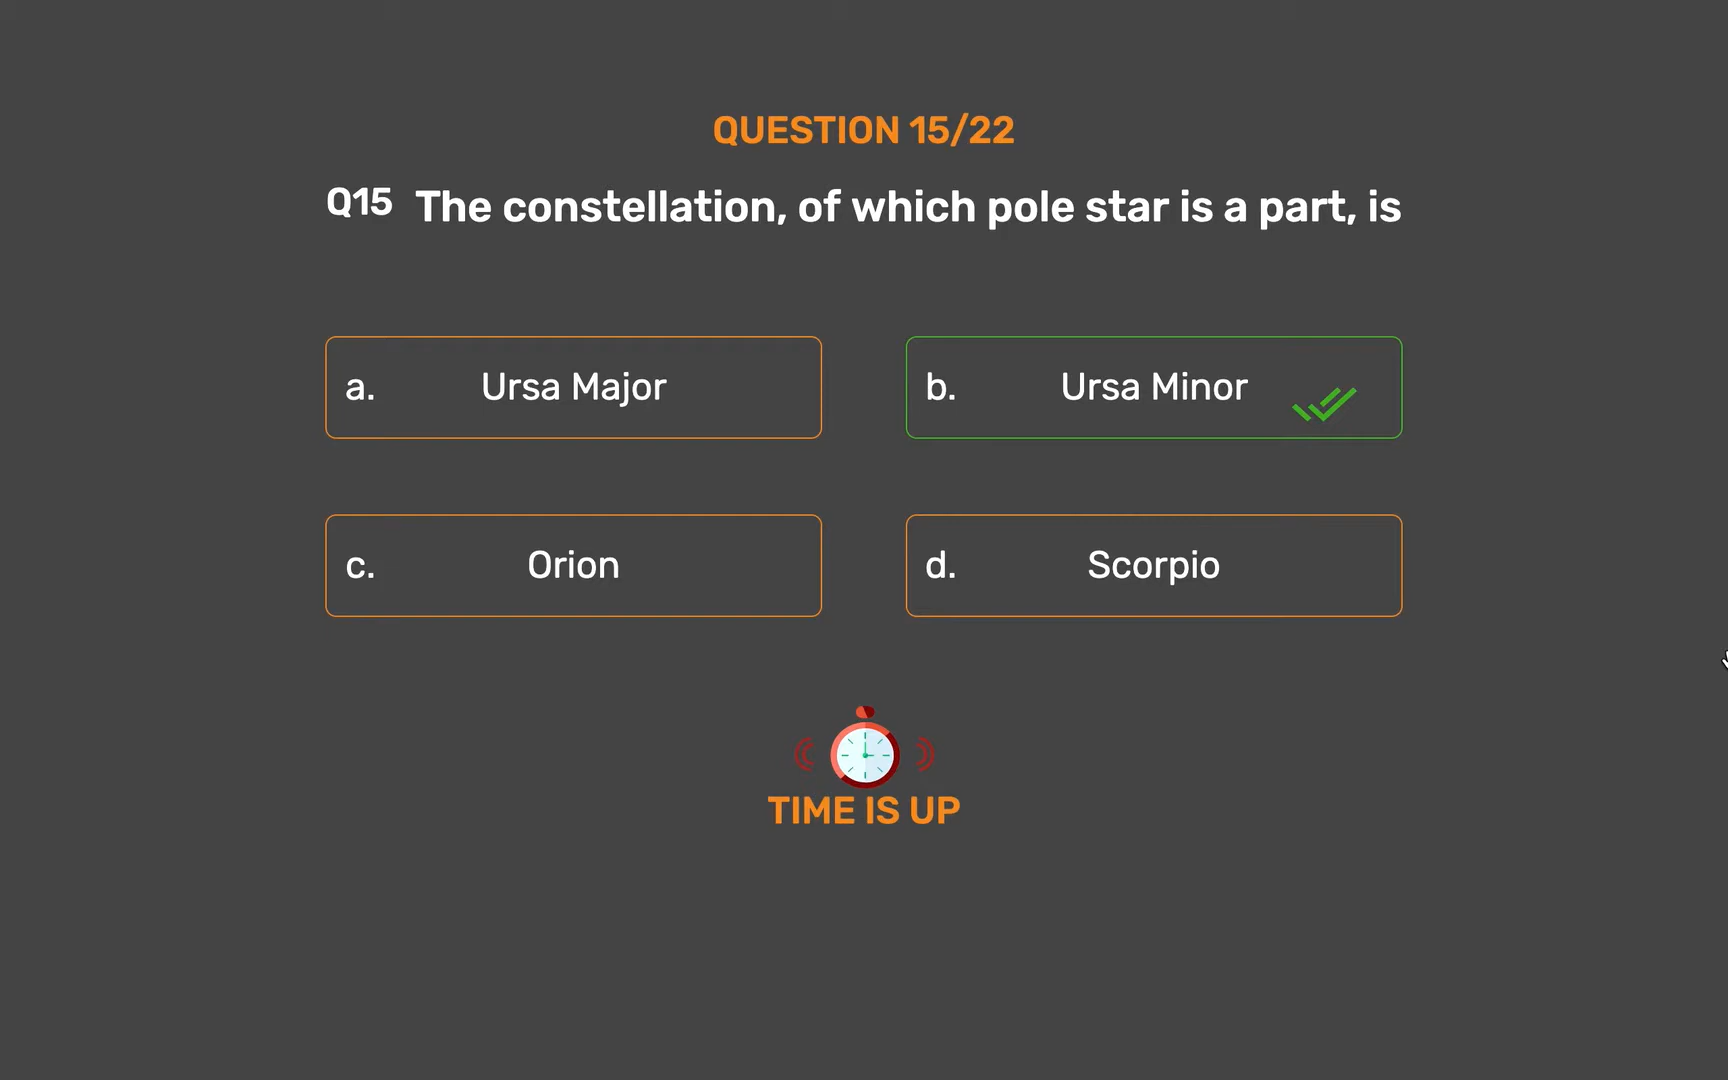 QUESTION 15/22
Q15 The constellation, of which pole star is a part, is
a. Ursa Major
b. Ursa Minor
c. Orion
d. Scorpio
TIME IS UP